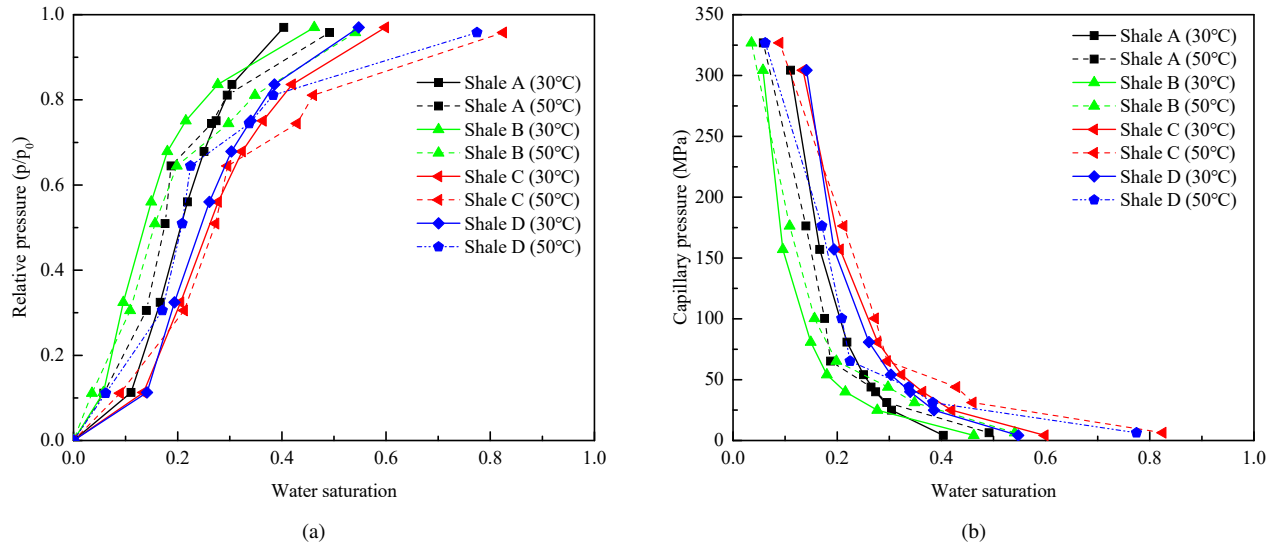 1.0
0.8
0.6
0.4
0.2
0.0
Relative pressure (p/p₀)
0.0 0.2 0.4 0.6 0.8 1.0
Water saturation
Shale A (30°C)
Shale A (50°C)
Shale B (30°C)
Shale B (50°C)
Shale C (30°C)
Shale C (50°C)
Shale D (30°C)
Shale D (50°C)
(a)
350
300
250
200
150
100
50
0
Capillary pressure (MPa)
0.0 0.2 0.4 0.6 0.8 1.0
Water saturation
Shale A (30°C)
Shale A (50°C)
Shale B (30°C)
Shale B (50°C)
Shale C (30°C)
Shale C (50°C)
Shale D (30°C)
Shale D (50°C)
(b)